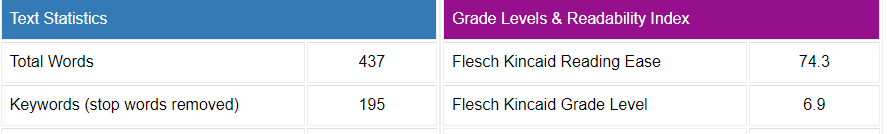 Text Statistics
Total Words 437
Keywords (stop words removed) 195
Grade Levels & Readability Index
Flesch Kincaid Reading Ease 74.3
Flesch Kincaid Grade Level 6.9